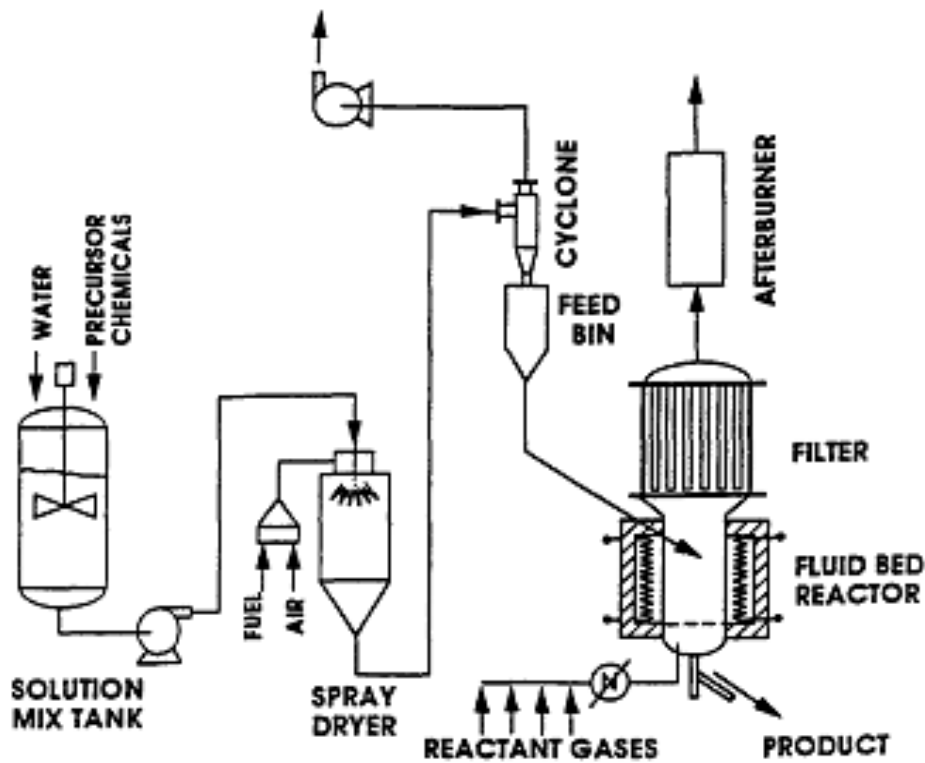 WATER
PRECURSOR
CHEMICALS
CYCLONE
AFTERBURNER
FEED
BIN
FILTER
FLUID BED
REACTOR
FUEL
AIR
SOLUTION
MIX TANK
SPRAY
DRYER
REACTANT GASES
PRODUCT